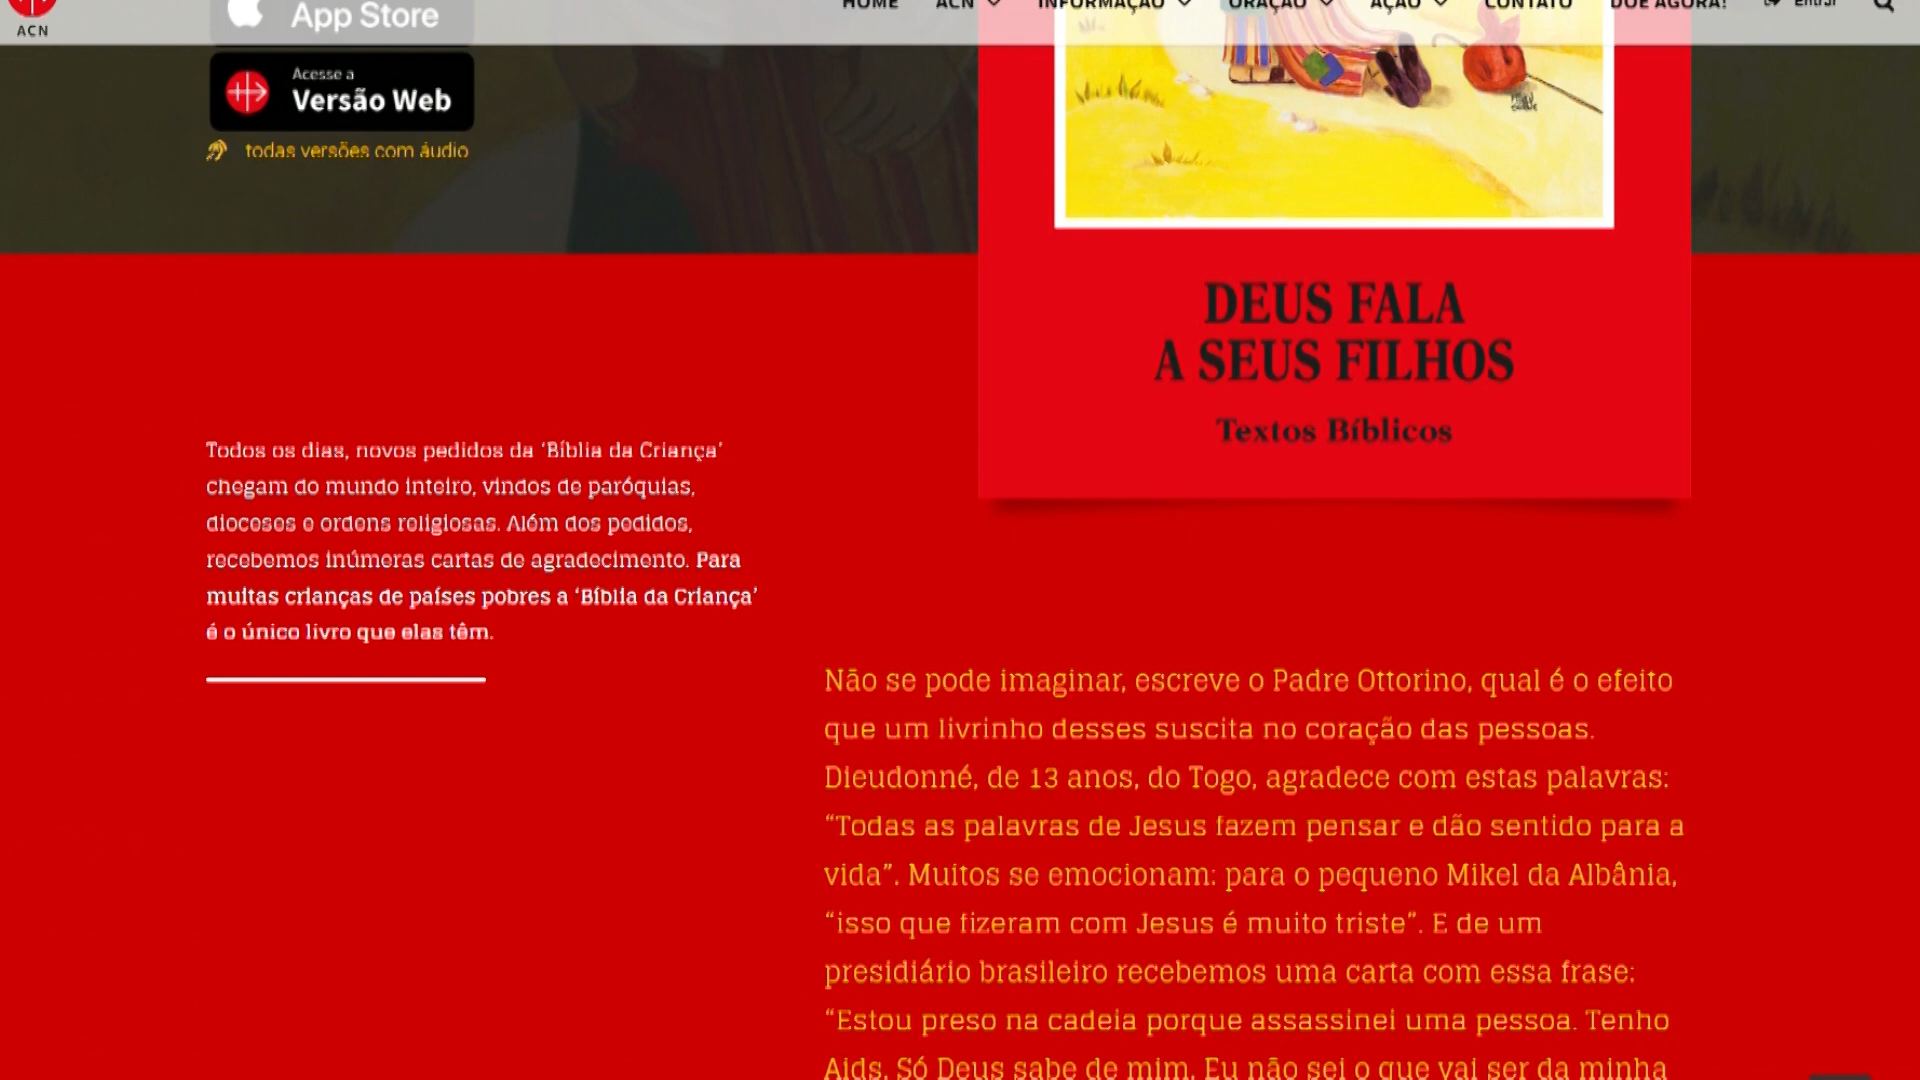 HOME ACN INFORMAÇÃO ORAÇÃO AÇÃO CONTATO DOE AGORA! Entrar
ACN
App Store
Acesse a
Versão Web
todas versões com áudio
DEUS FALA
A SEUS FILHOS
Textos Bíblicos
Todos os dias, novos pedidos da ‘Bíblia da Criança’
chegam do mundo inteiro, vindos de paróquias,
dioceses e ordens religiosas. Além dos pedidos,
recebemos inúmeras cartas de agradecimento. Para
muitas crianças de países pobres a ‘Bíblia da Criança’
é o único livro que elas têm.
Não se pode imaginar, escreve o Padre Ottorino, qual é o efeito
que um livrinho desses suscita no coração das pessoas.
Dieudonné, de 13 anos, do Togo, agradece com estas palavras:
“Todas as palavras de Jesus fazem pensar e dão sentido para a
vida”. Muitos se emocionam: para o pequeno Mikel da Albânia,
“isso que fizeram com Jesus é muito triste”. E de um
presidiário brasileiro recebemos uma carta com essa frase:
“Estou preso na cadeia porque assassinei uma pessoa. Tenho
Aids. Só Deus sabe de mim. Eu não sei o que vai ser da minha